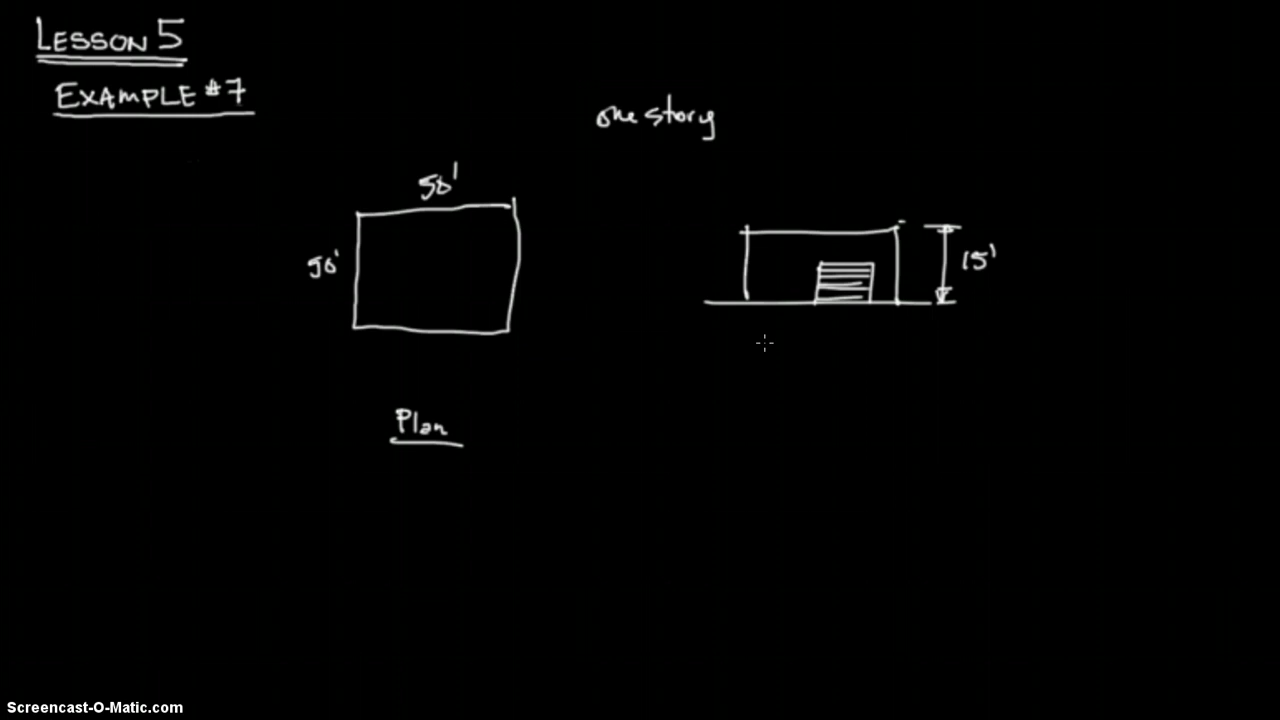 LESSON 5
EXAMPLE #7
one story
50'
50'
15'
Plan
Screencast-O-Matic.com